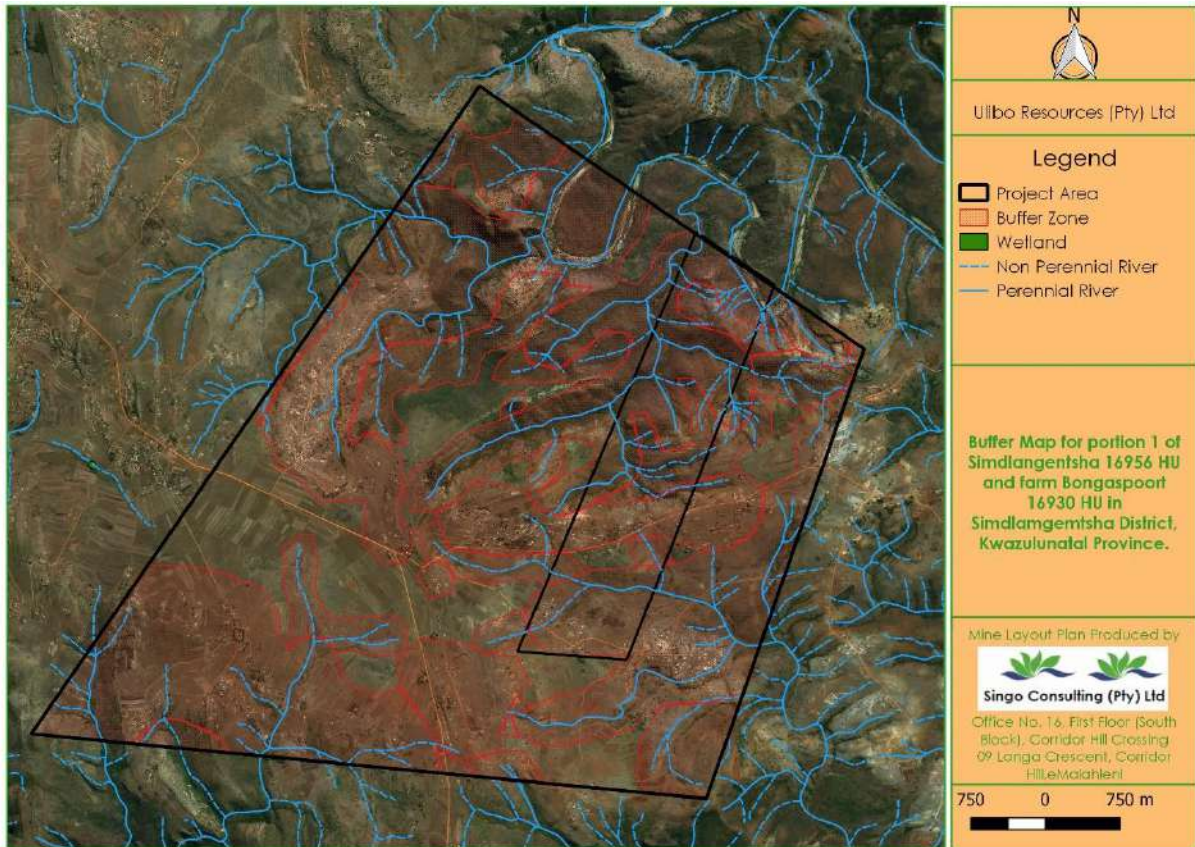 N
Ulibo Resources (Pty) Ltd
Legend
Project Area
Buffer Zone
Wetland
Non Perennial River
Perennial River
Buffer Map for portion 1 of
Simdlangentsha 16956 HU
and farm Bongaspoort
16930 HU in
Simdlamgemtsha District,
Kwazulunatal Province.
Mine Layout Plan Produced by
Singo Consulting (Pty) Ltd
Office No. 16, First Floor (South
Block), Corridor Hill Crossing
09 Langa Crescent, Corridor
Hill,eMalahleni
750 0 750 m